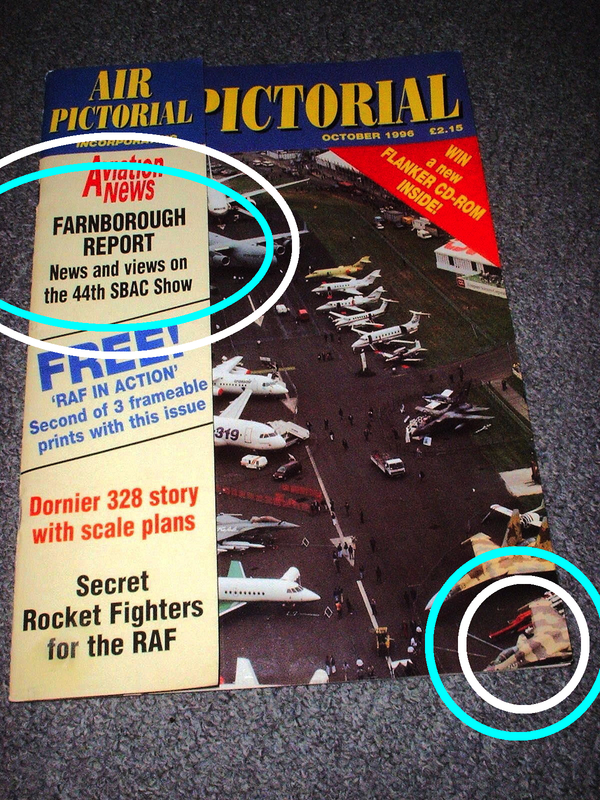 AIR
PICTORIAL
INCORPORATING
Aviation
News
FARNBOROUGH
REPORT
News and views on
the 44th SBAC Show
FREE!
'RAF IN ACTION'
Second of 3 frameable
prints with this issue
Dornier 328 story
with scale plans
Secret
Rocket Fighters
for the RAF
PICTORIAL
OCTOBER 1996 £2.15
WIN
a new
FLANKER CD-ROM
INSIDE!
319